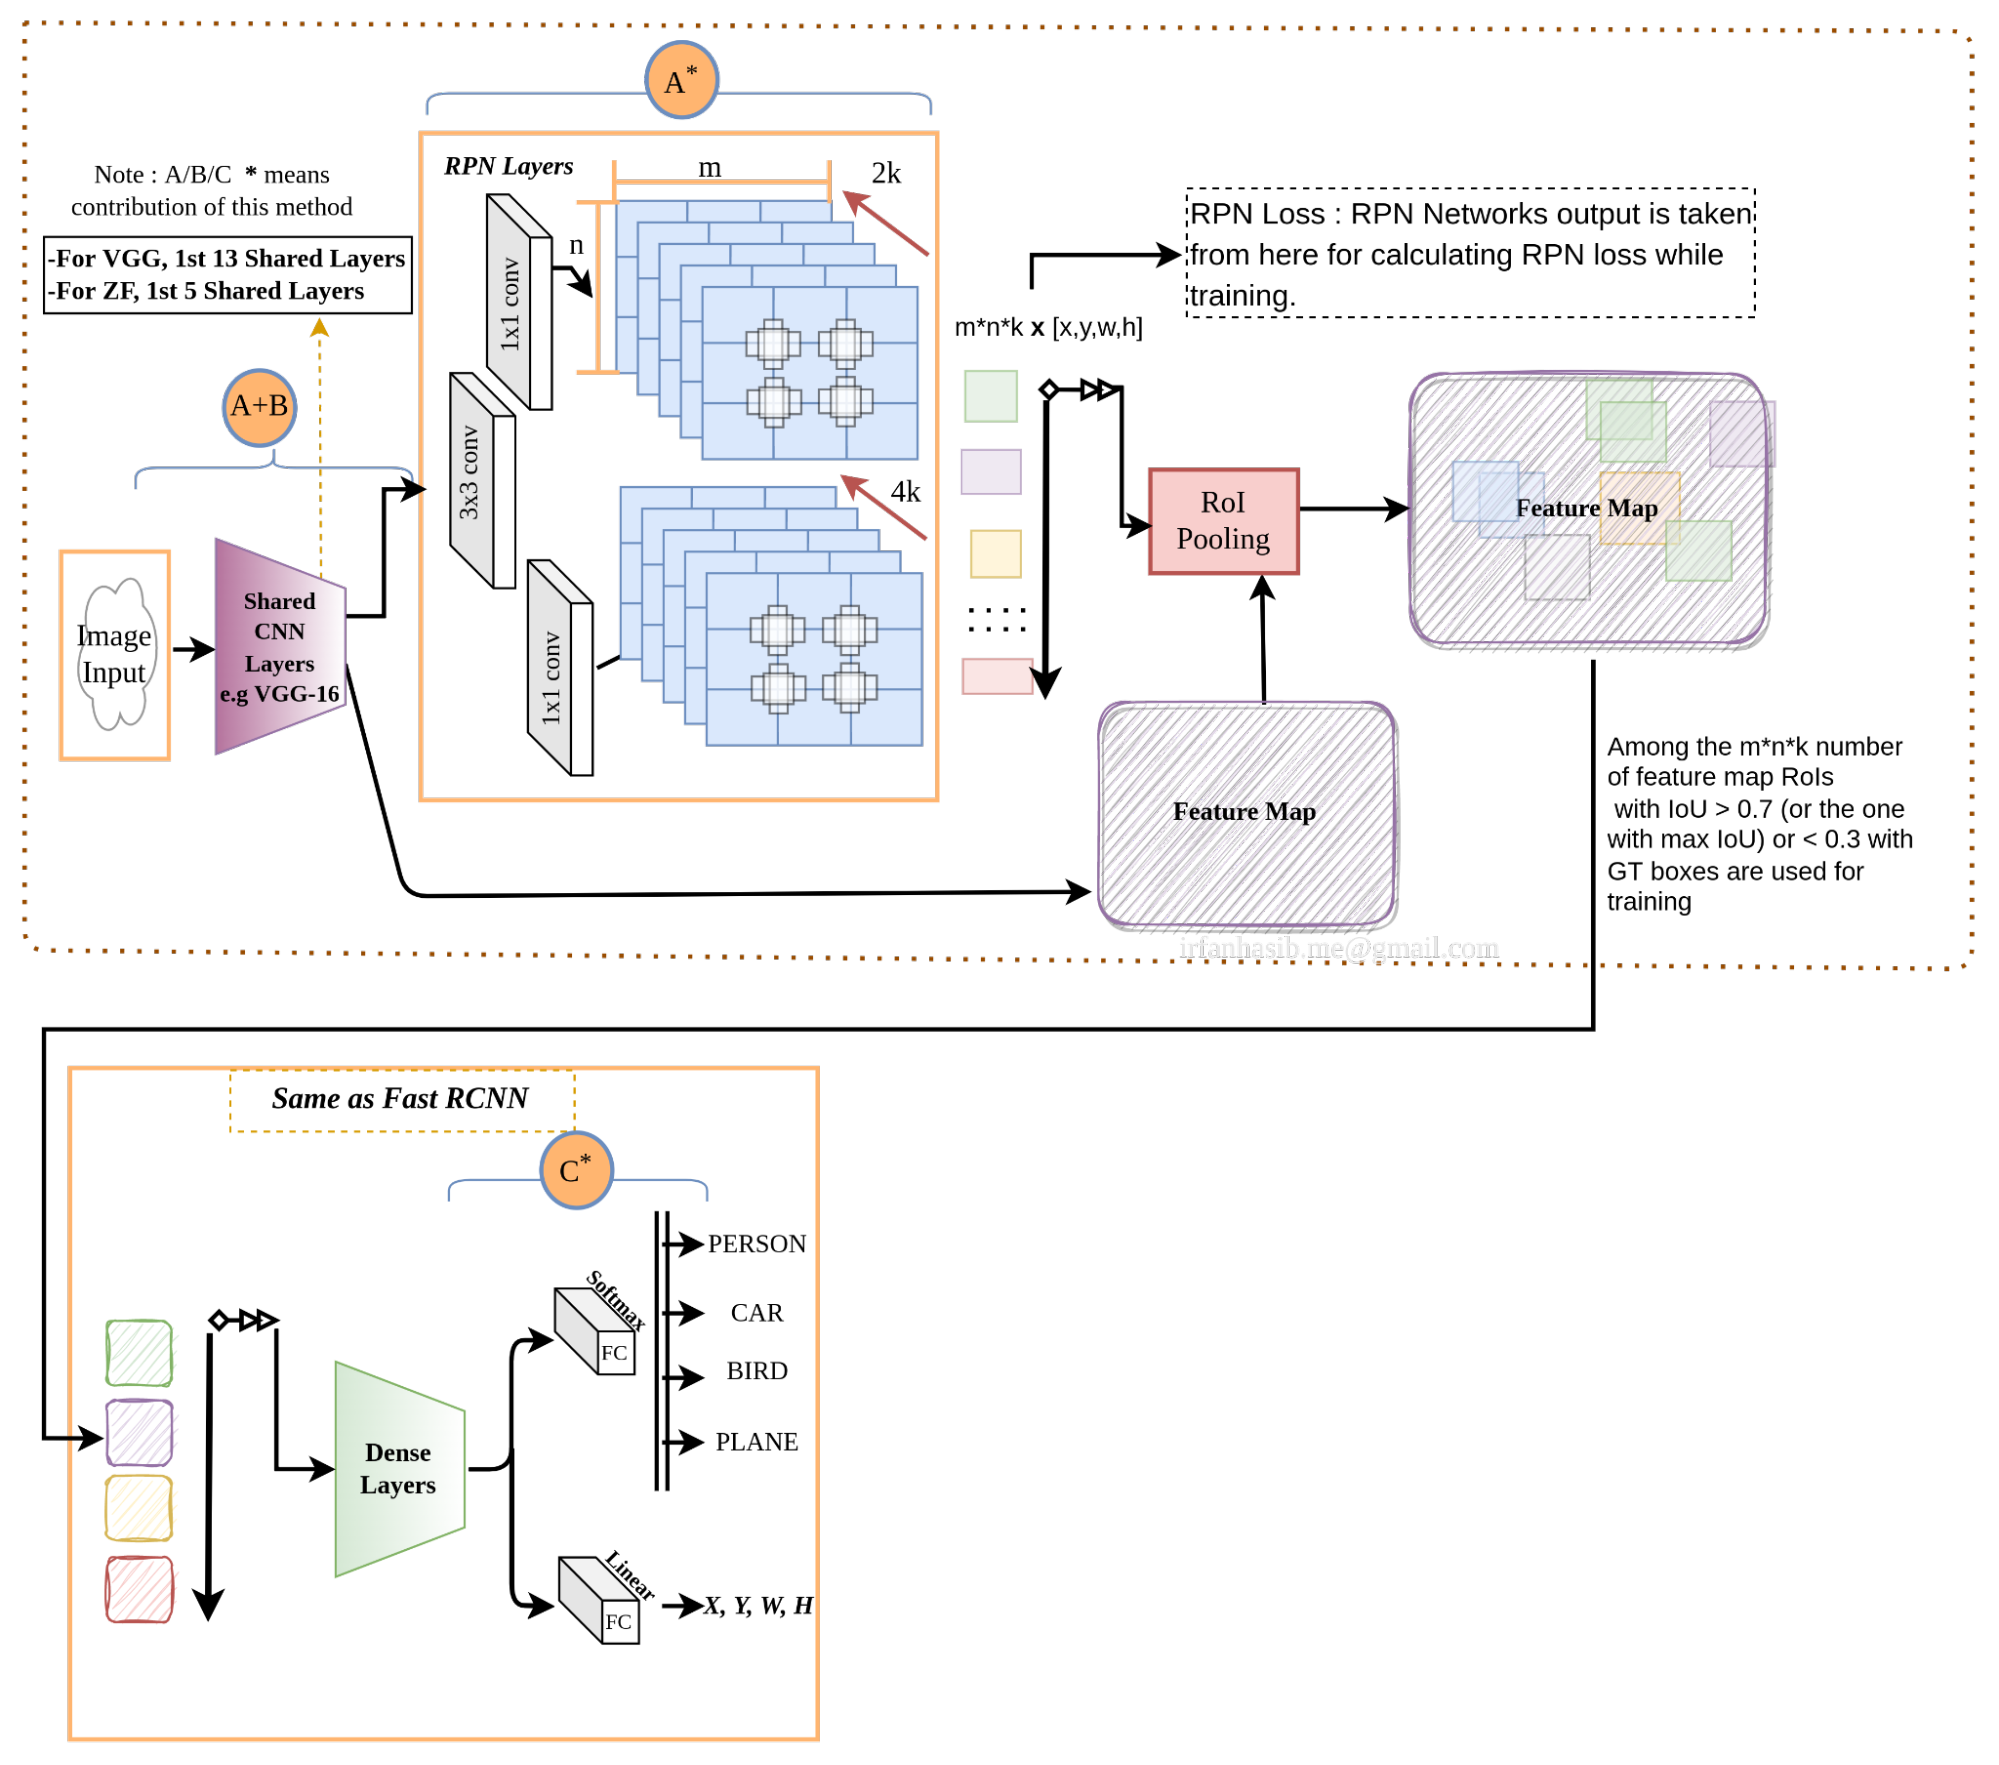 A*
Note : A/B/C * means
contribution of this method
-For VGG, 1st 13 Shared Layers
-For ZF, 1st 5 Shared Layers
A+B
Image
Input
Shared
CNN
Layers
e.g VGG-16
RPN Layers
m
2k
n
1x1 conv
3x3 conv
4k
1x1 conv
RPN Loss : RPN Networks output is taken
from here for calculating RPN loss while
training.
m*n*k x [x,y,w,h]
RoI
Pooling
Feature Map
Feature Map
Among the m*n*k number
of feature map RoIs
with IoU > 0.7 (or the one
with max IoU) or < 0.3 with
GT boxes are used for
training
irfanhasib.me@gmail.com
Same as Fast RCNN
C*
Dense
Layers
Softmax
FC
PERSON
CAR
BIRD
PLANE
Linear
FC
X, Y, W, H